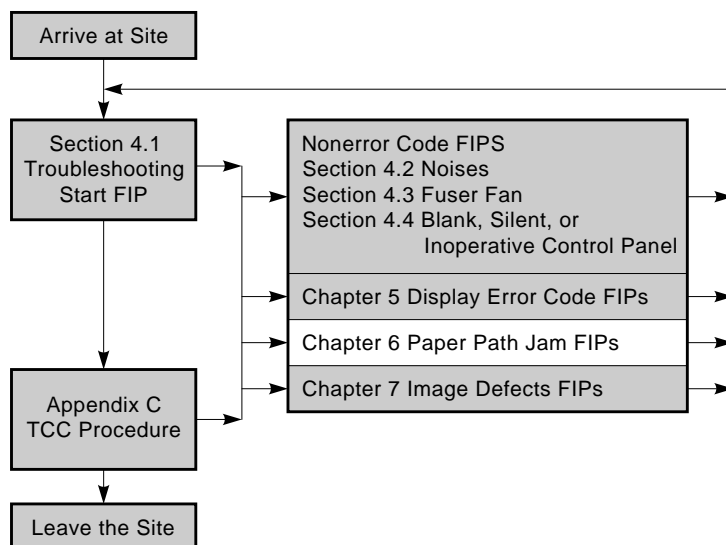 Arrive at Site
Section 4.1
Troubleshooting
Start FIP
Nonerror Code FIPS
Section 4.2 Noises
Section 4.3 Fuser Fan
Section 4.4 Blank, Silent, or
Inoperative Control Panel
Chapter 5 Display Error Code FIPs
Chapter 6 Paper Path Jam FIPs
Chapter 7 Image Defects FIPs
Appendix C
TCC Procedure
Leave the Site